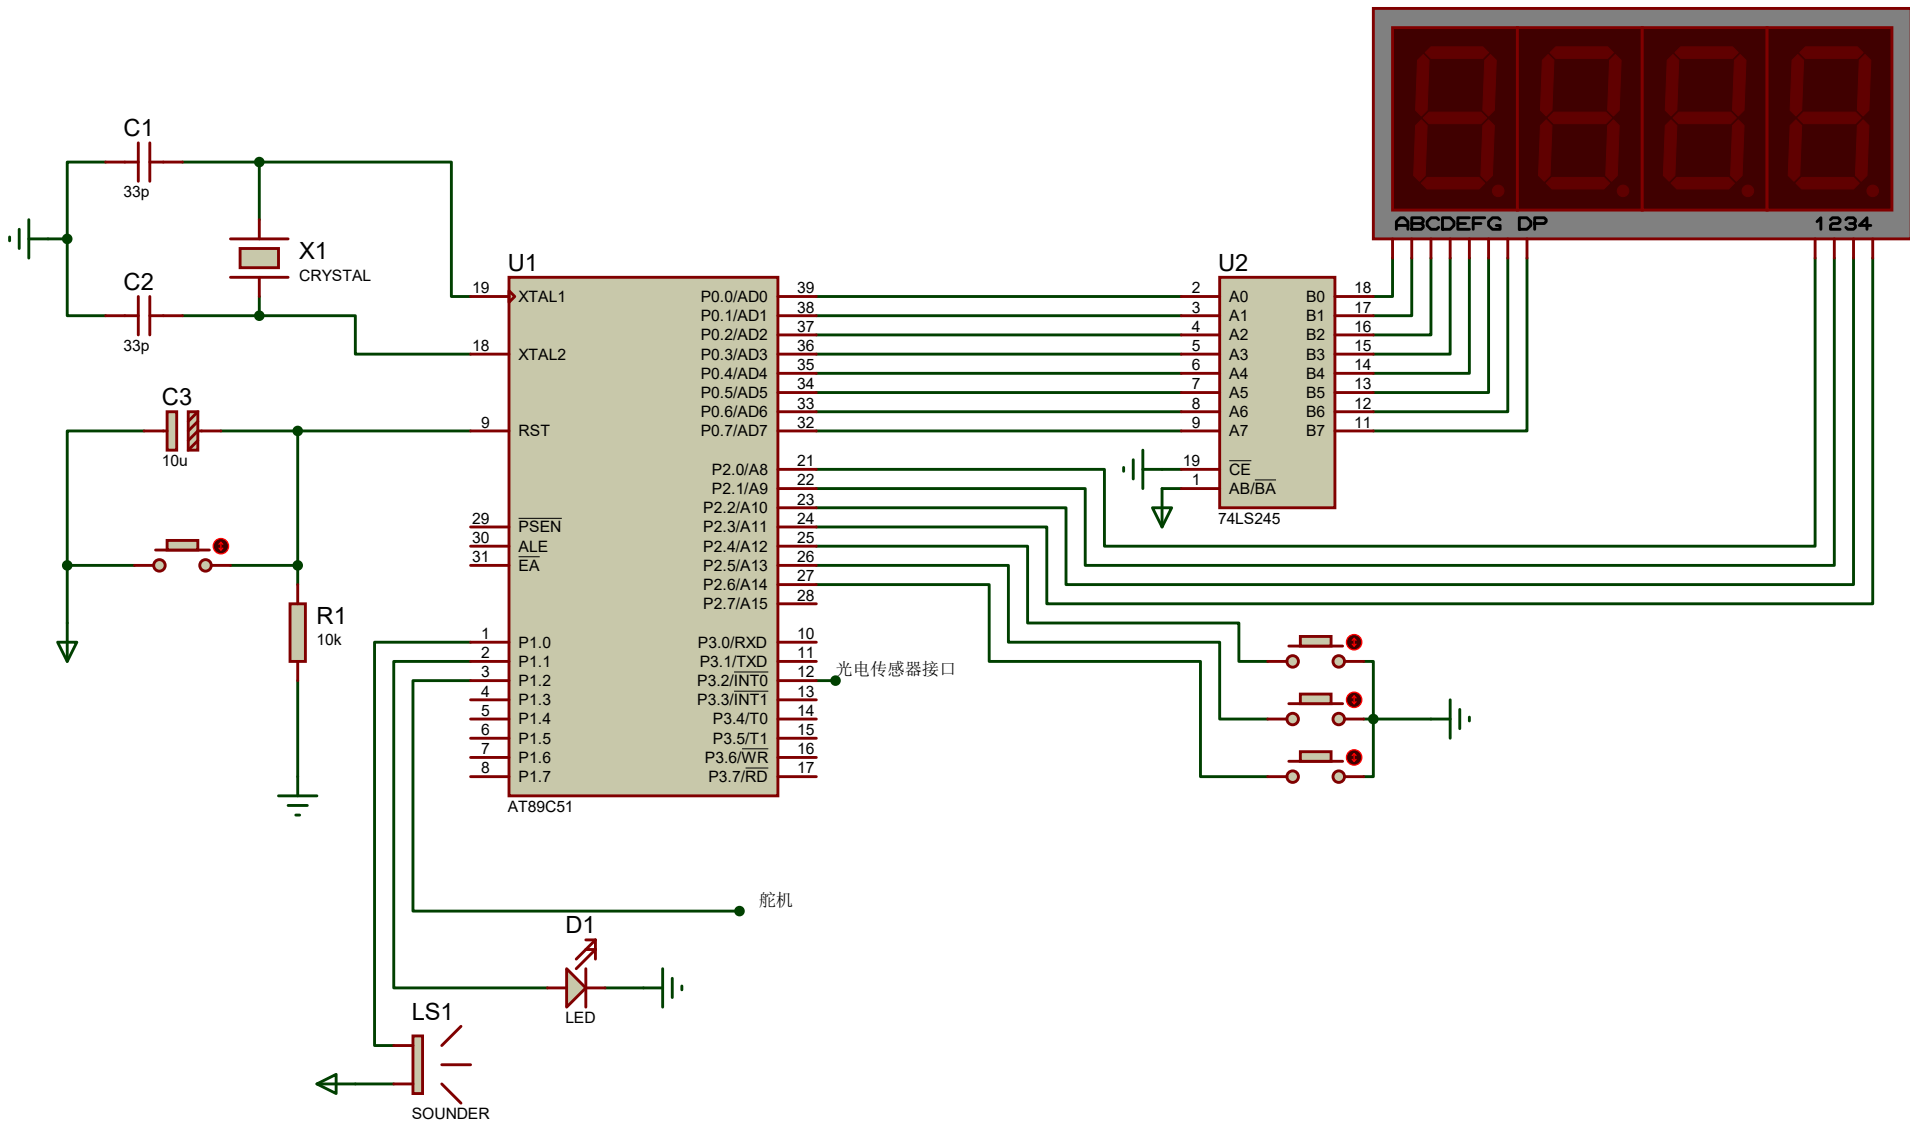 ABCDEFG DP
1234
C1
33p
X1
CRYSTAL
C2
33p
C3
10u
R1
10k
U1
19 XTAL1
18 XTAL2
9 RST
29 PSEN
30 ALE
31 EA
1 P1.0
2 P1.1
3 P1.2
4 P1.3
5 P1.4
6 P1.5
7 P1.6
8 P1.7
P0.0/AD0 39
P0.1/AD1 38
P0.2/AD2 37
P0.3/AD3 36
P0.4/AD4 35
P0.5/AD5 34
P0.6/AD6 33
P0.7/AD7 32
P2.0/A8 21
P2.1/A9 22
P2.2/A10 23
P2.3/A11 24
P2.4/A12 25
P2.5/A13 26
P2.6/A14 27
P2.7/A15 28
P3.0/RXD 10
P3.1/TXD 11
P3.2/INT0 12
P3.3/INT1 13
P3.4/T0 14
P3.5/T1 15
P3.6/WR 16
P3.7/RD 17
AT89C51
光电传感器接口
U2
2 A0
3 A1
4 A2
5 A3
6 A4
7 A5
8 A6
9 A7
19 CE
1 AB/BA
B0 18
B1 17
B2 16
B3 15
B4 14
B5 13
B6 12
B7 11
74LS245
舵机
D1
LED
LS1
SOUNDER